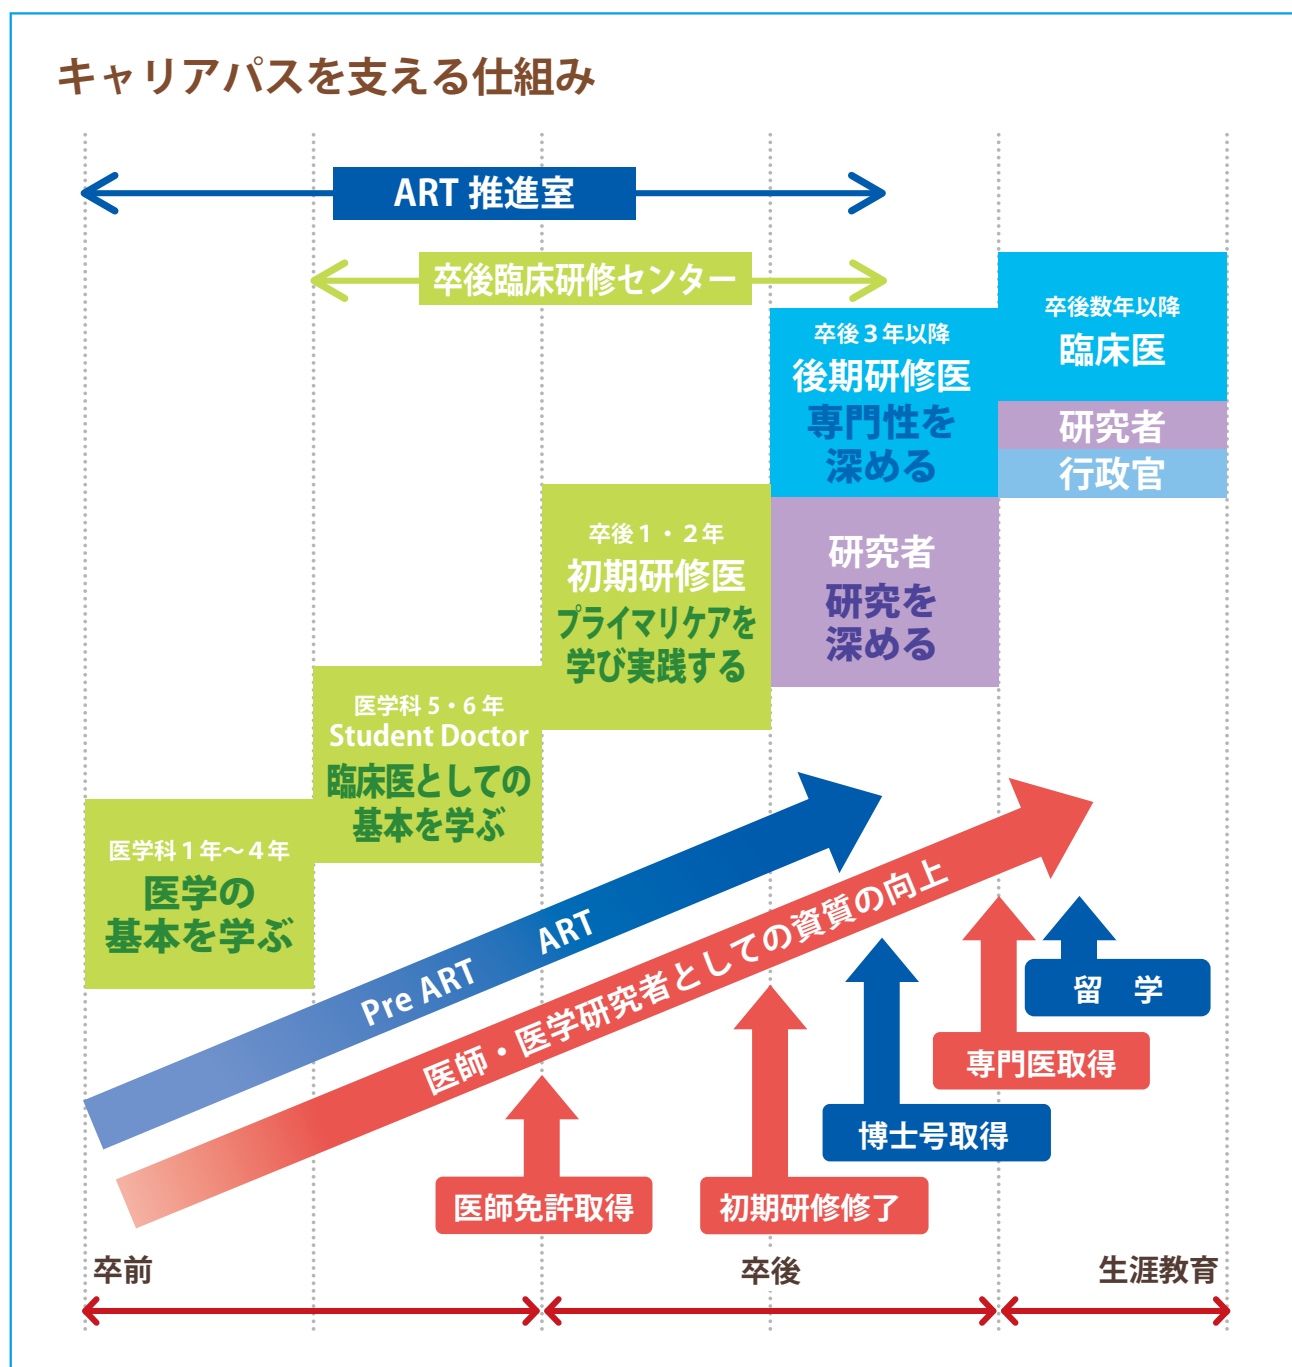 キャリアパスを支える仕組み
ART 推進室
卒後臨床研修センター
卒後数年以降
臨床医
研究者
行政官
卒後３年以降
後期研修医
専門性を
深める
研究者
研究を
深める
卒後１・２年
初期研修医
プライマリケアを
学び実践する
医学科 5・6 年
Student Doctor
臨床医としての
基本を学ぶ
医学科１年～４年
医学の
基本を学ぶ
Pre ART
ART
医師・医学研究者としての資質の向上
留　学
専門医取得
博士号取得
医師免許取得
初期研修修了
卒前
卒後
生涯教育